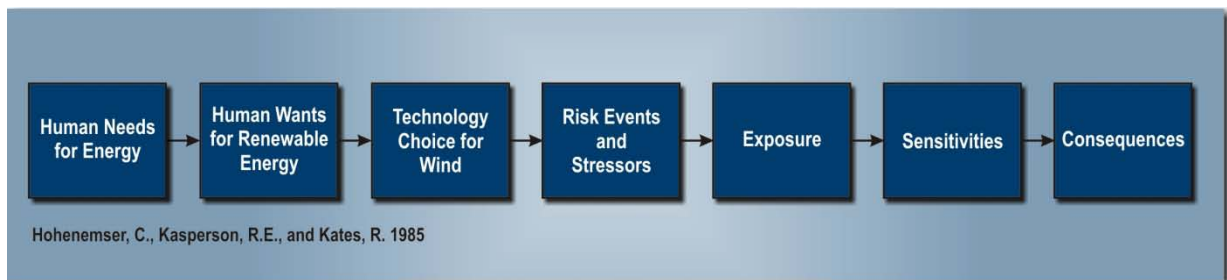 Human Needs
for Energy
Human Wants
for Renewable
Energy
Technology
Choice for
Wind
Risk Events
and
Stressors
Exposure
Sensitivities
Consequences
Hohenemser, C., Kasperson, R.E., and Kates, R. 1985